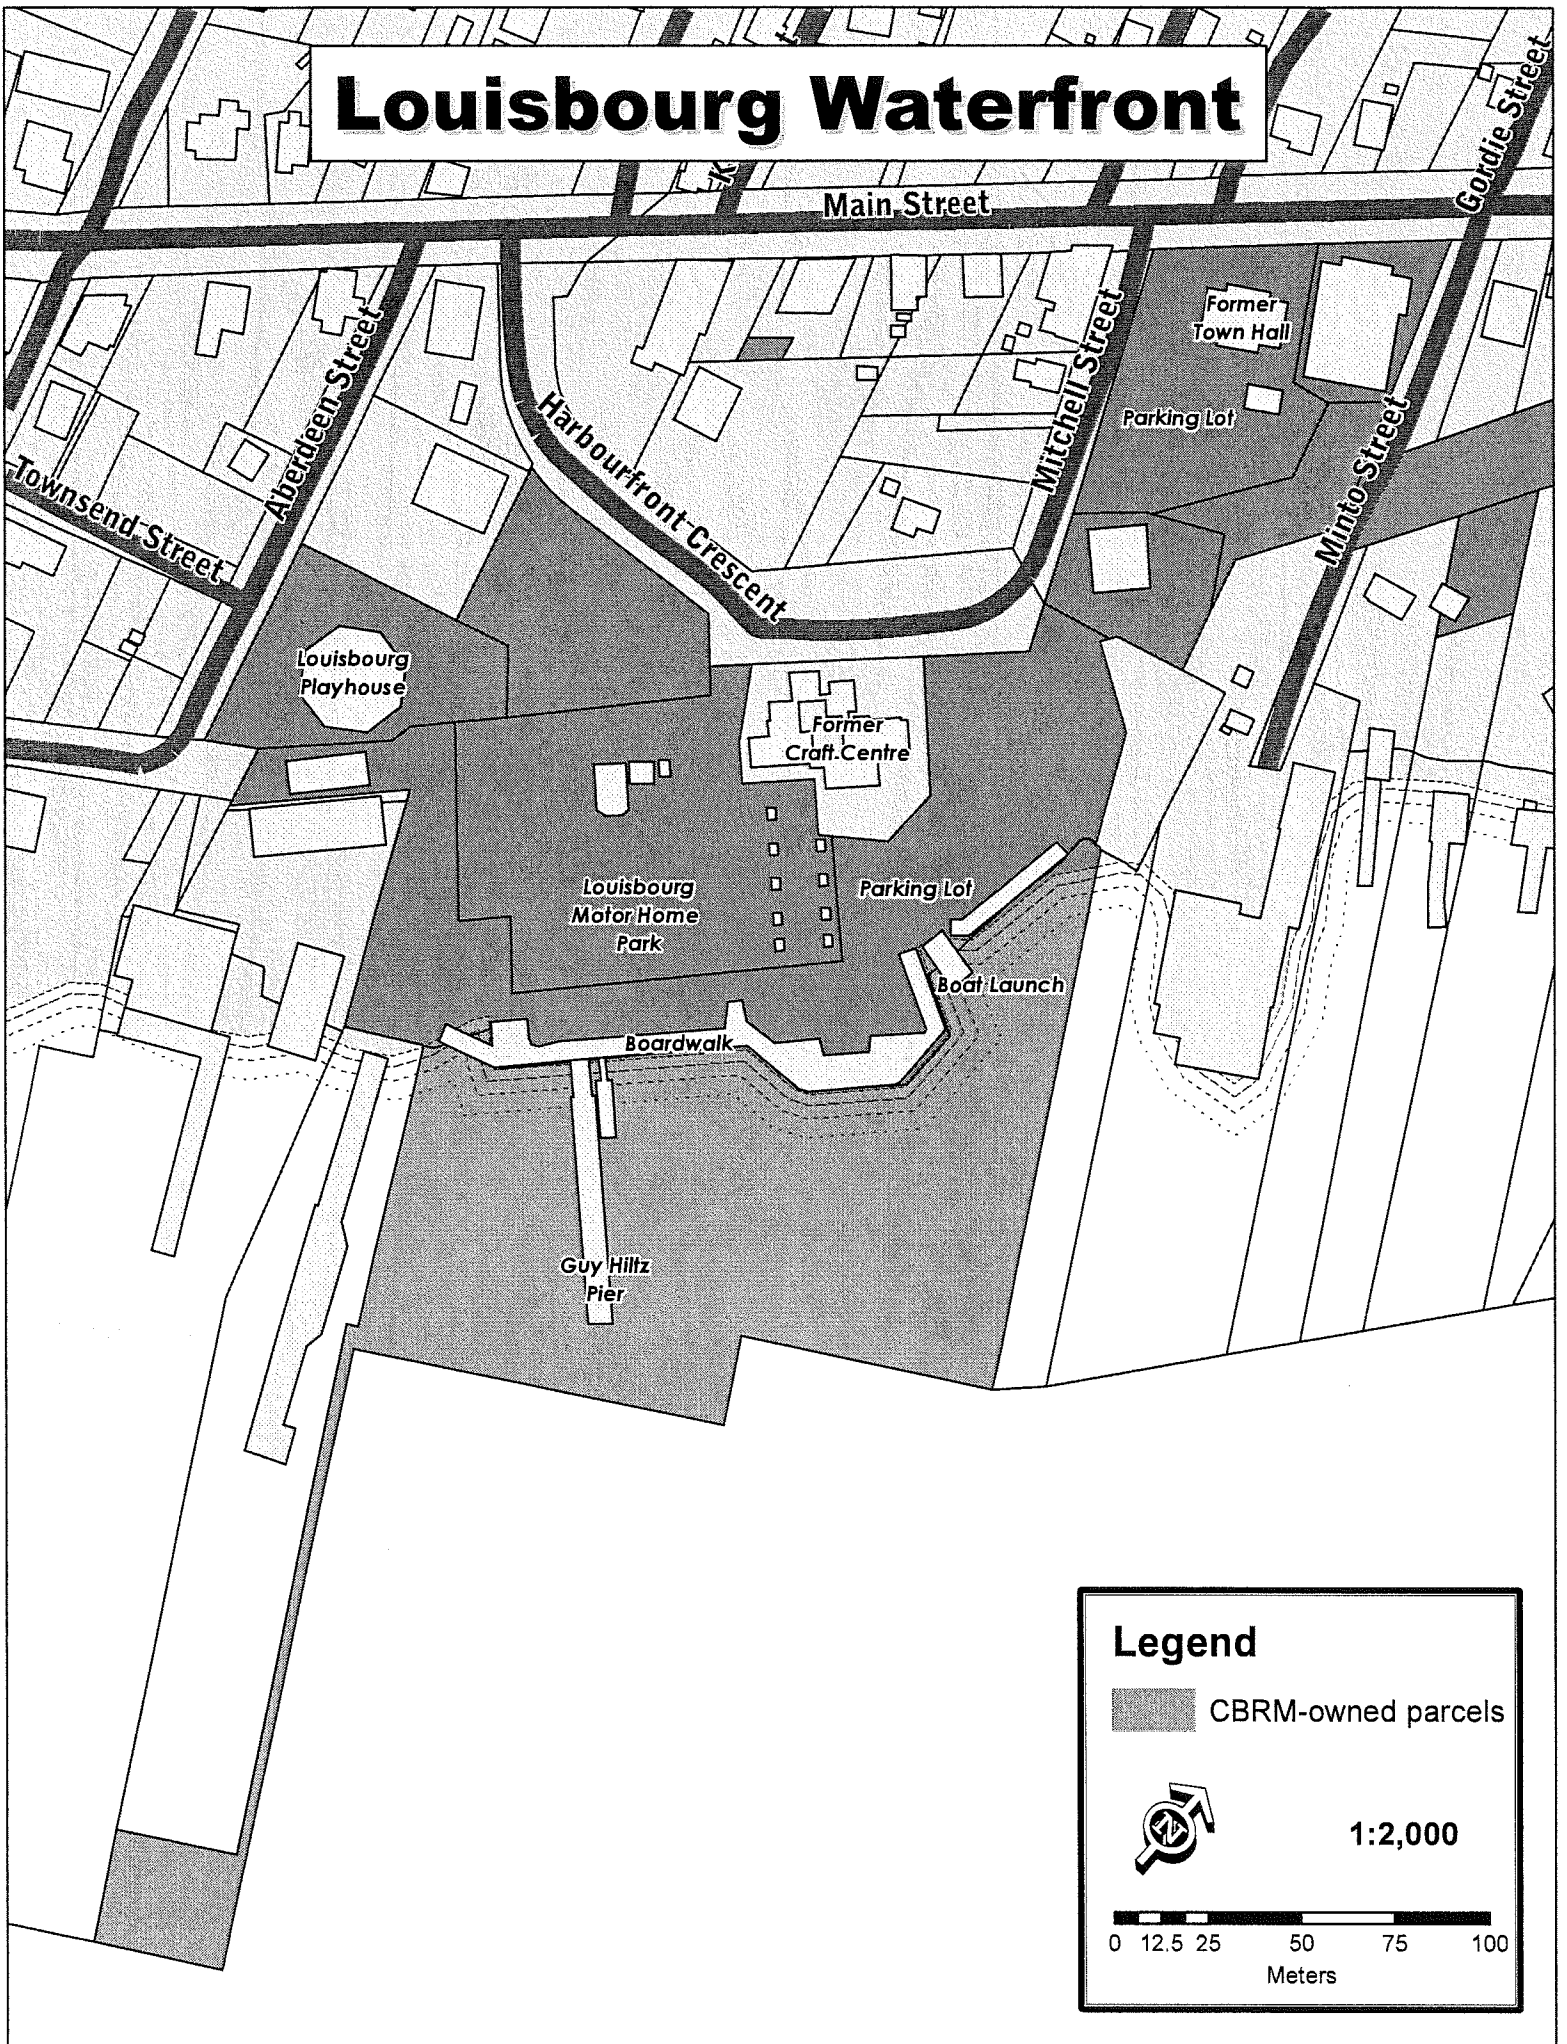 Louisbourg Waterfront
Main Street
Gordie Street
Former
Town Hall
Parking Lot
Mitchell Street
Minto Street
Aberdeen Street
Harbourfront Crescent
Townsend Street
Louisbourg
Playhouse
Former
Craft Centre
Louisbourg
Motor Home
Park
Parking Lot
Boat Launch
Boardwalk
Guy Hiltz
Pier
Legend
CBRM-owned parcels
N
1:2,000
0 12.5 25 50 75 100
Meters